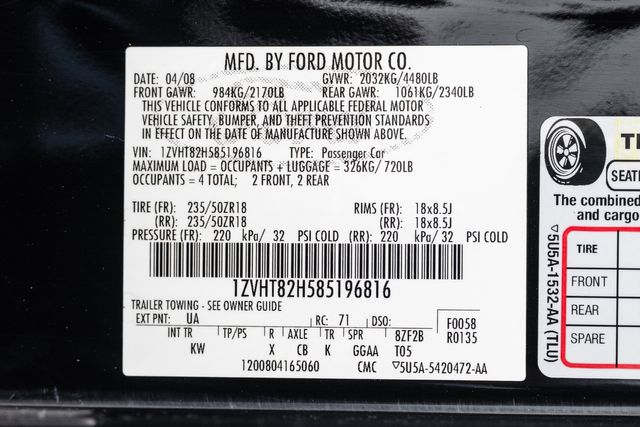 MFD. BY FORD MOTOR CO.
DATE: 04/08 GVWR: 2032KG/4480LB
FRONT GAWR: 984KG/2170LB REAR GAWR: 1061KG/2340LB
THIS VEHICLE CONFORMS TO ALL APPLICABLE FEDERAL MOTOR
VEHICLE SAFETY, BUMPER, AND THEFT PREVENTION STANDARDS
IN EFFECT ON THE DATE OF MANUFACTURE SHOWN ABOVE.
VIN: 1ZVHT82H585196816 TYPE: Passenger Car
MAXIMUM LOAD = OCCUPANTS + LUGGAGE = 326KG/720LB
OCCUPANTS = 4 TOTAL; 2 FRONT, 2 REAR
TIRE (FR): 235/50ZR18 RIMS (FR): 18x8.5J
(RR): 235/50ZR18 (RR): 18x8.5J
PRESSURE (FR): 220 kPa/ 32 PSI COLD (RR): 220 kPa/ 32 PSI COLD
1ZVHT82H585196816
TRAILER TOWING - SEE OWNER GUIDE
EXT PNT: UA RC: 71 DSO: F0058
INT TR TP/PS R AXLE TR SPR 8ZF2B R0135
KW X CB K GGAA T05
1200804165060 CMC ▽5U5A-5420472-AA
SEATI
The combined
and cargo
TIRE
FRONT
REAR
SPARE
▽5U5A-1532-AA (TLU)